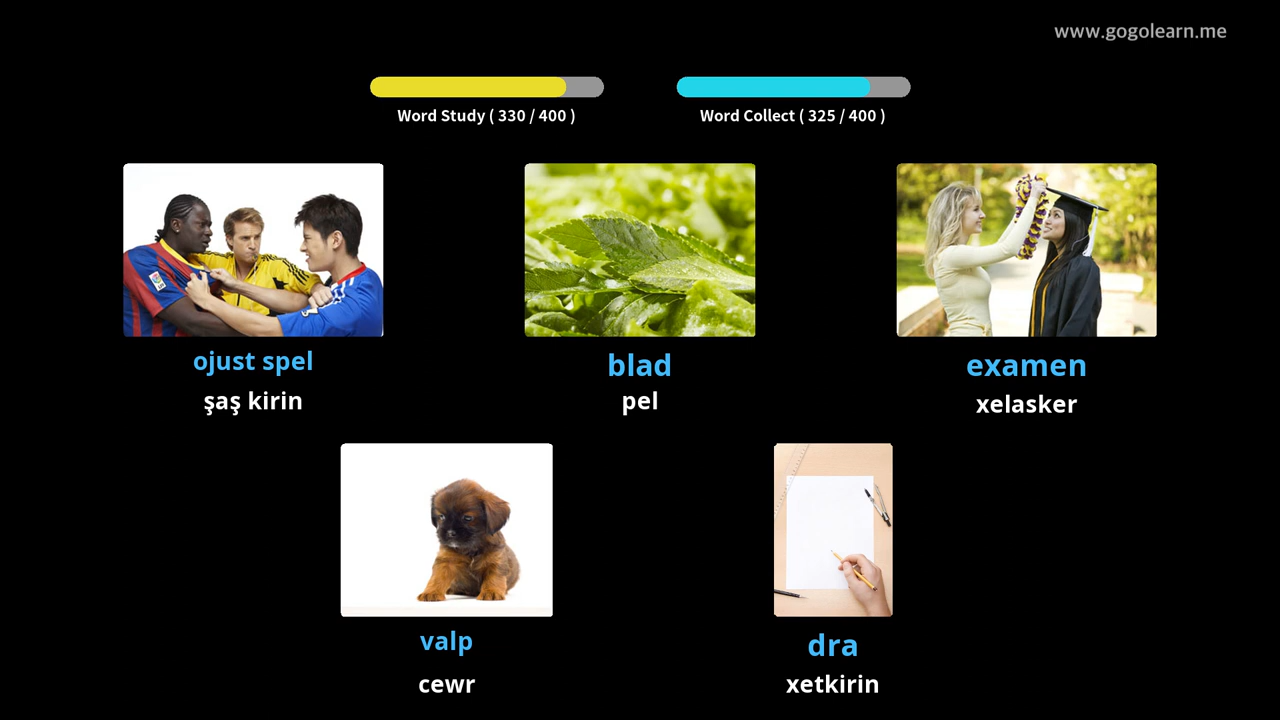 www.gogolearn.me
Word Study ( 330 / 400 )
Word Collect ( 325 / 400 )
ojust spel
şaş kirin
blad
pel
examen
xelasker
valp
cewr
dra
xetkirin